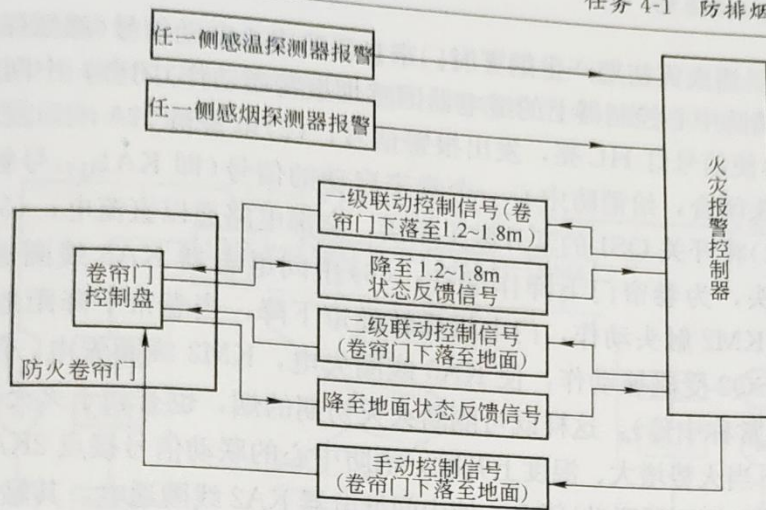 任务 4-1 防排烟
任一侧感温探测器报警
任一侧感烟探测器报警
火灾报警控制器
一级联动控制信号(卷
帘门下落至1.2~1.8m)
降至1.2~1.8m
状态反馈信号
卷帘门
控制盘
二级联动控制信号
(卷帘门下落至地面)
防火卷帘门
降至地面状态反馈信号
手动控制信号
(卷帘门下落至地面)